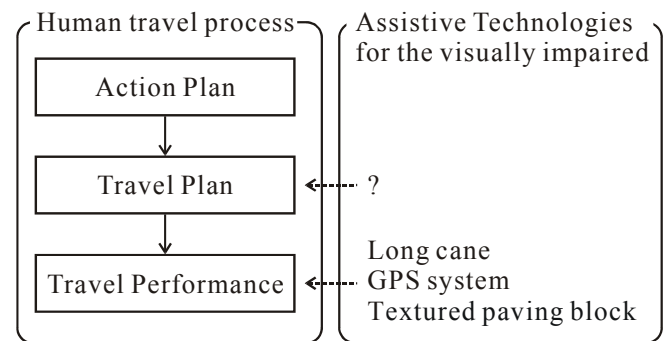 Human travel process
Action Plan
Travel Plan
Travel Performance
Assistive Technologies
for the visually impaired
?
Long cane
GPS system
Textured paving block